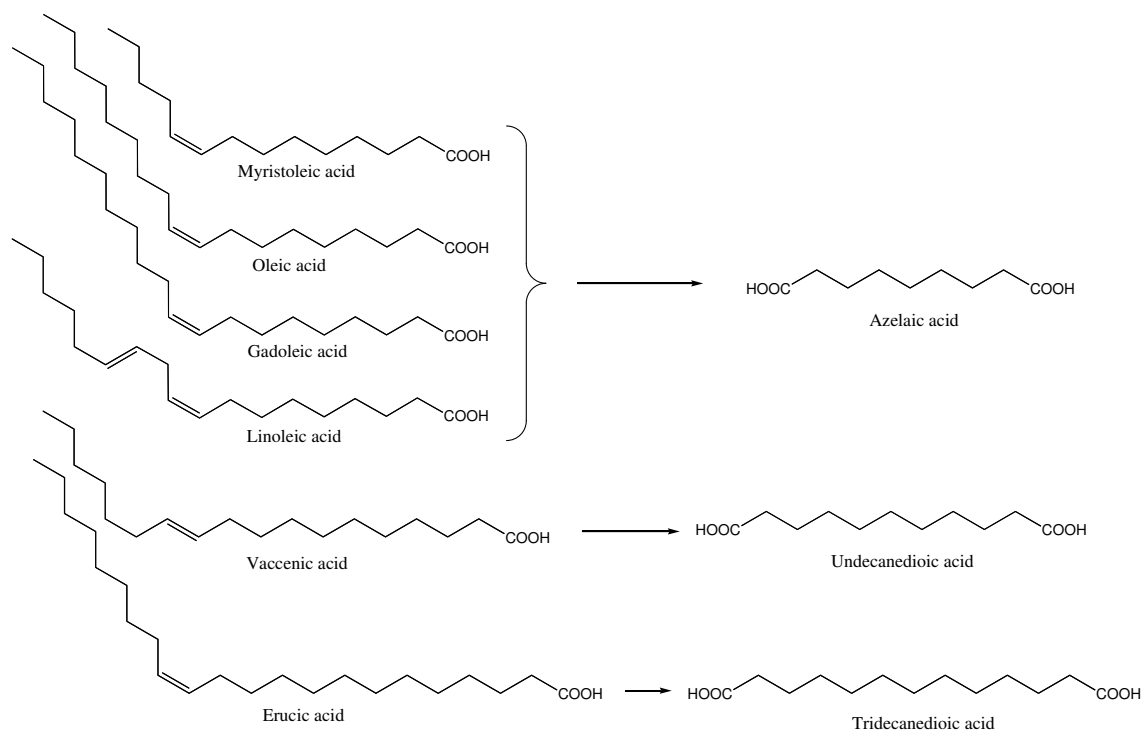 COOH
Myristoleic acid
COOH
Oleic acid
COOH
Gadoleic acid
COOH
Linoleic acid
HOOC COOH
Azelaic acid
COOH
Vaccenic acid
HOOC COOH
Undecanedioic acid
COOH
Erucic acid
HOOC COOH
Tridecanedioic acid